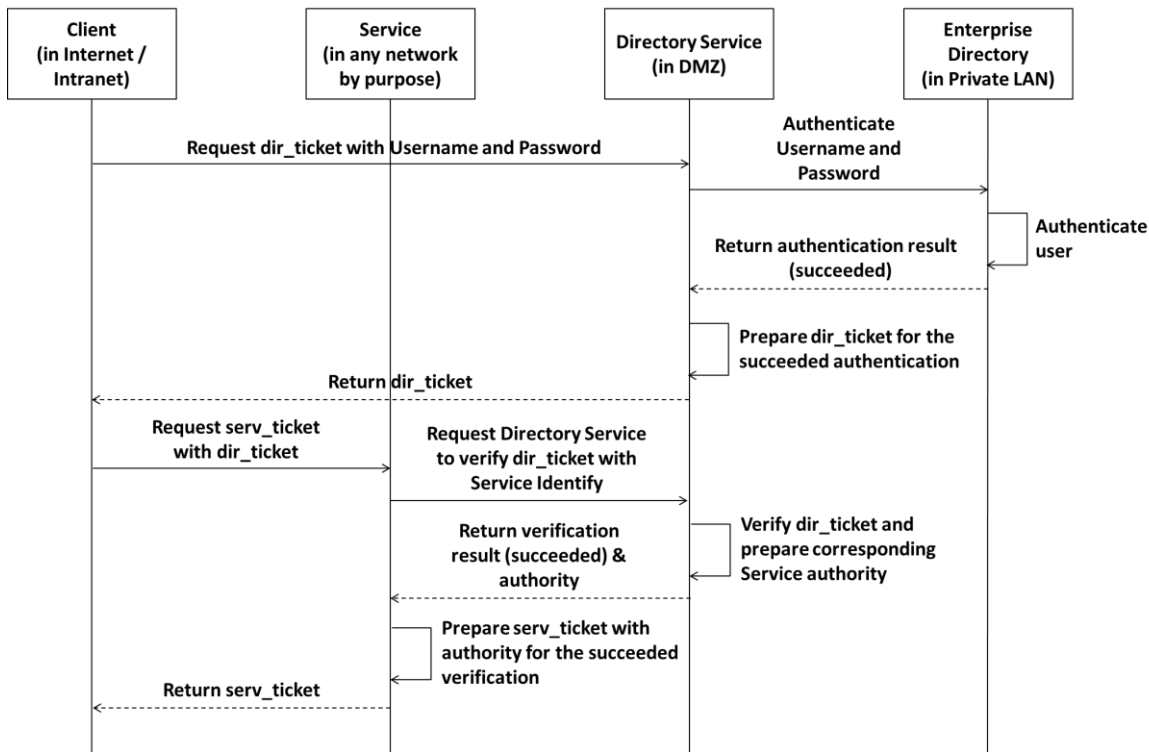 Client
(in Internet /
Intranet)
Service
(in any network
by purpose)
Directory Service
(in DMZ)
Enterprise
Directory
(in Private LAN)
Request dir_ticket with Username and Password
Authenticate
Username and
Password
Authenticate
user
Return authentication result
(succeeded)
Prepare dir_ticket for the
succeeded authentication
Return dir_ticket
Request serv_ticket
with dir_ticket
Request Directory Service
to verify dir_ticket with
Service Identify
Verify dir_ticket and
prepare corresponding
Service authority
Return verification
result (succeeded) &
authority
Prepare serv_ticket with
authority for the succeeded
verification
Return serv_ticket